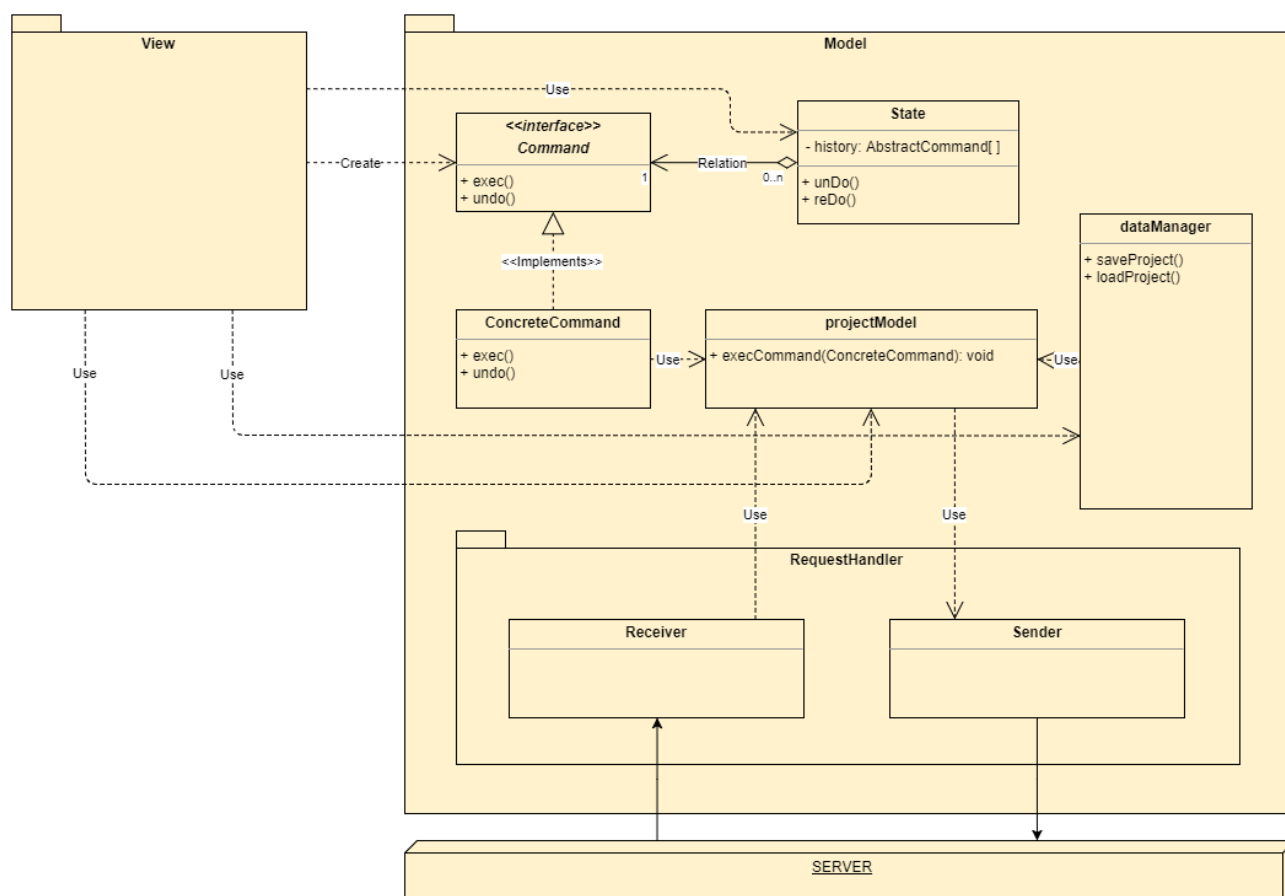 View
Model
Use
<<interface>>
Command
+ exec()
+ undo()
Create
1
Relation
0..n
State
- history: AbstractCommand[ ]
+ unDo()
+ reDo()
dataManager
+ saveProject()
+ loadProject()
<<Implements>>
ConcreteCommand
+ exec()
+ undo()
Use
projectModel
+ execCommand(ConcreteCommand): void
Use
Use
Use
Use
Use
RequestHandler
Receiver
Sender
SERVER